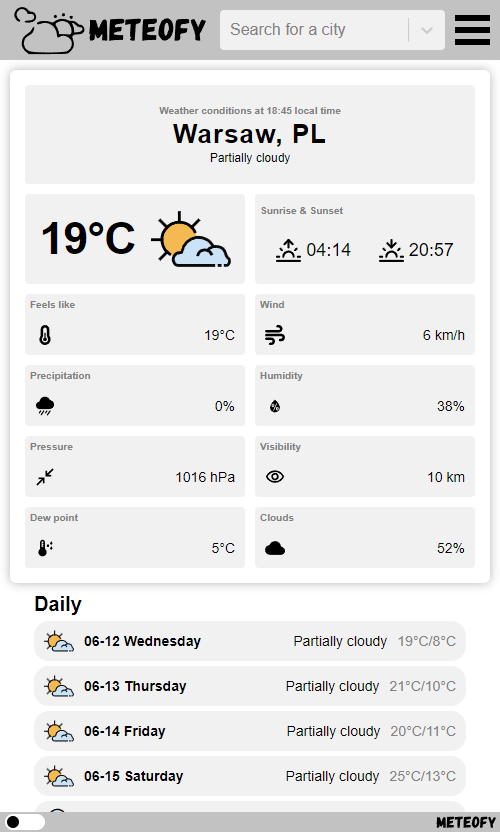 METEOFY
Search for a city
Weather conditions at 18:45 local time
Warsaw, PL
Partially cloudy
19°C
Sunrise & Sunset
04:14
20:57
Feels like
19°C
Wind
6 km/h
Precipitation
0%
Humidity
38%
Pressure
1016 hPa
Visibility
10 km
Dew point
5°C
Clouds
52%
Daily
06-12 Wednesday Partially cloudy 19°C/8°C
06-13 Thursday Partially cloudy 21°C/10°C
06-14 Friday Partially cloudy 20°C/11°C
06-15 Saturday Partially cloudy 25°C/13°C
METEOFY